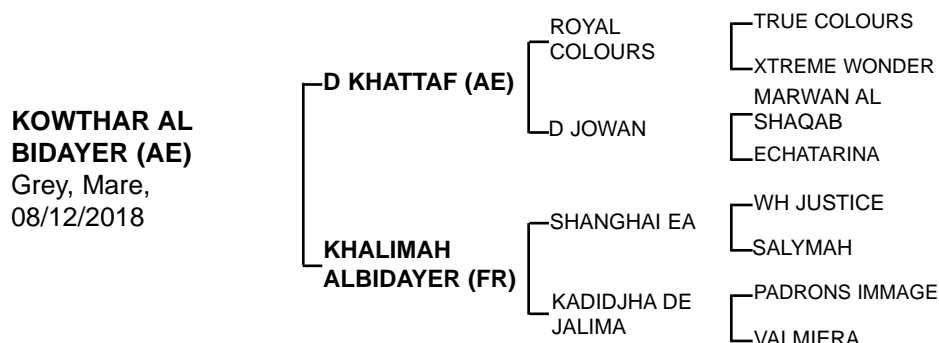 KOWTHAR AL
BIDAYER (AE)
Grey, Mare,
08/12/2018
D KHATTAF (AE)
KHALIMAH
ALBIDAYER (FR)
ROYAL
COLOURS
D JOWAN
SHANGHAI EA
KADIDJHA DE
JALIMA
TRUE COLOURS
XTREME WONDER
MARWAN AL
SHAQAB
ECHATARINA
WH JUSTICE
SALYMAH
PADRONS IMMAGE
VALMIERA